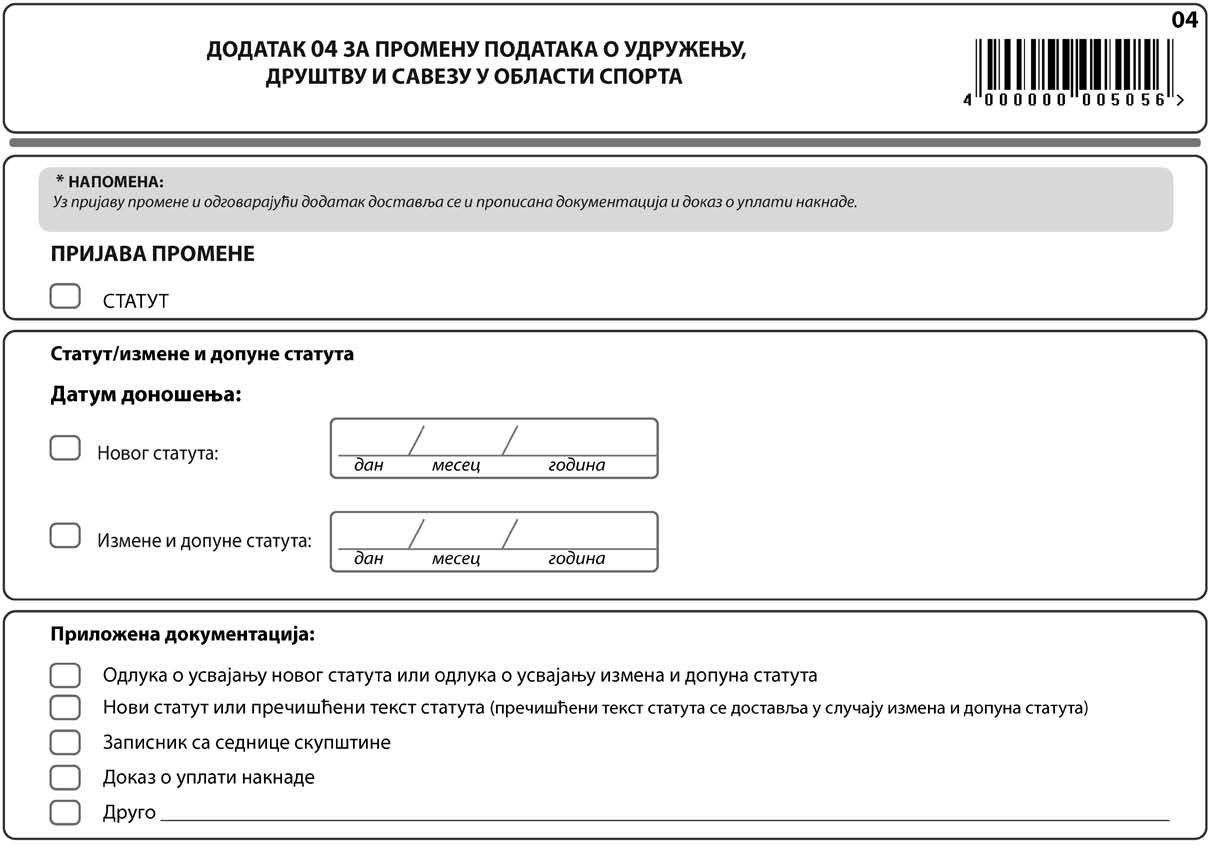 04
ДОДАТАК 04 ЗА ПРОМЕНУ ПОДАТАКА О УДРУЖЕЊУ,
ДРУШТВУ И САВЕЗУ У ОБЛАСТИ СПОРТА
4 000000 005056 >
* НАПОМЕНА:
Уз пријаву промене и одговарајући додатак доставља се и прописана документација и доказ о уплати накнаде.
ПРИЈАВА ПРОМЕНЕ
СТАТУТ
Статут/измене и допуне статута
Датум доношења:
Новог статута:
дан месец година
Измене и допуне статута:
дан месец година
Приложена документација:
Одлука о усвајању новог статута или одлука о усвајању измена и допуна статута
Нови статут или пречишћени текст статута (пречишћени текст статута се доставља у случају измена и допуна статута)
Записник са седнице скупштине
Доказ о уплати накнаде
Друго